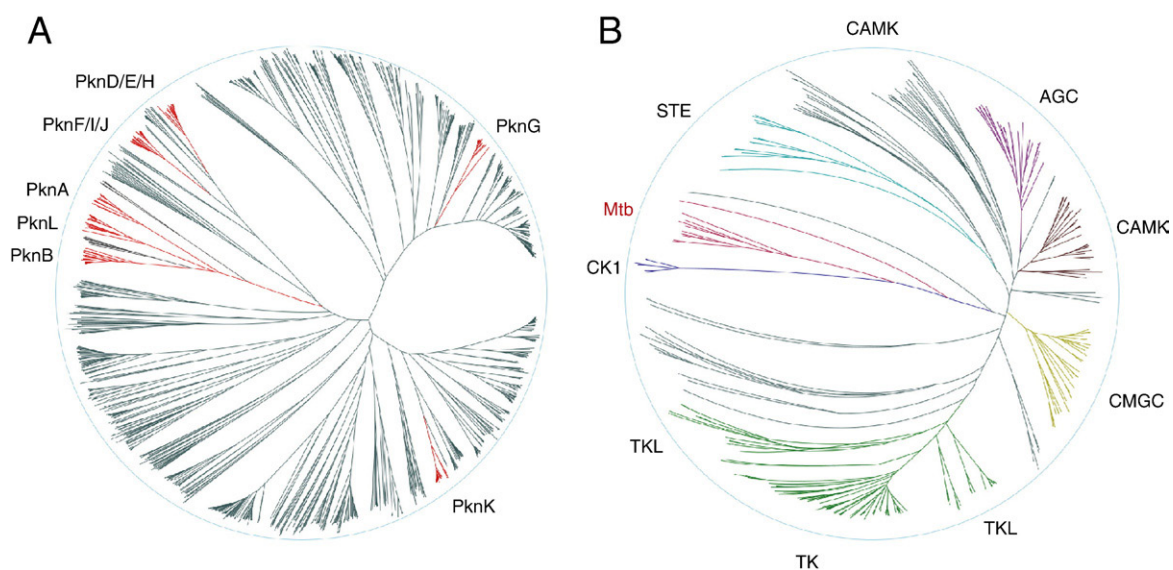 A
PknD/E/H
PknF/I/J
PknA
PknL
PknB
PknG
PknK
B
CAMK
STE
AGC
Mtb
CAMK
CK1
CMGC
TKL
TKL
TK